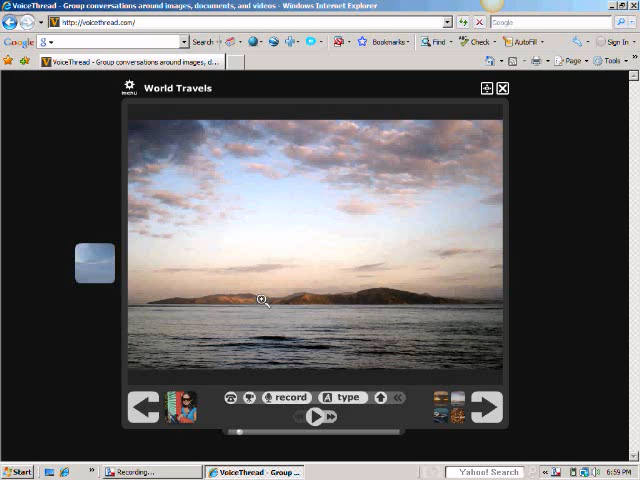 VoiceThread - Group conversations around images, documents, and videos - Windows Internet Explorer
http://voicethread.com/
Google
Google
Search
Bookmarks
Find
Check
AutoFill
Sign In
VoiceThread - Group conversations around images, d...
Page
Tools
menu
World Travels
record
A type
Start
Recording...
VoiceThread - Group ...
Yahoo! Search
6:59 PM